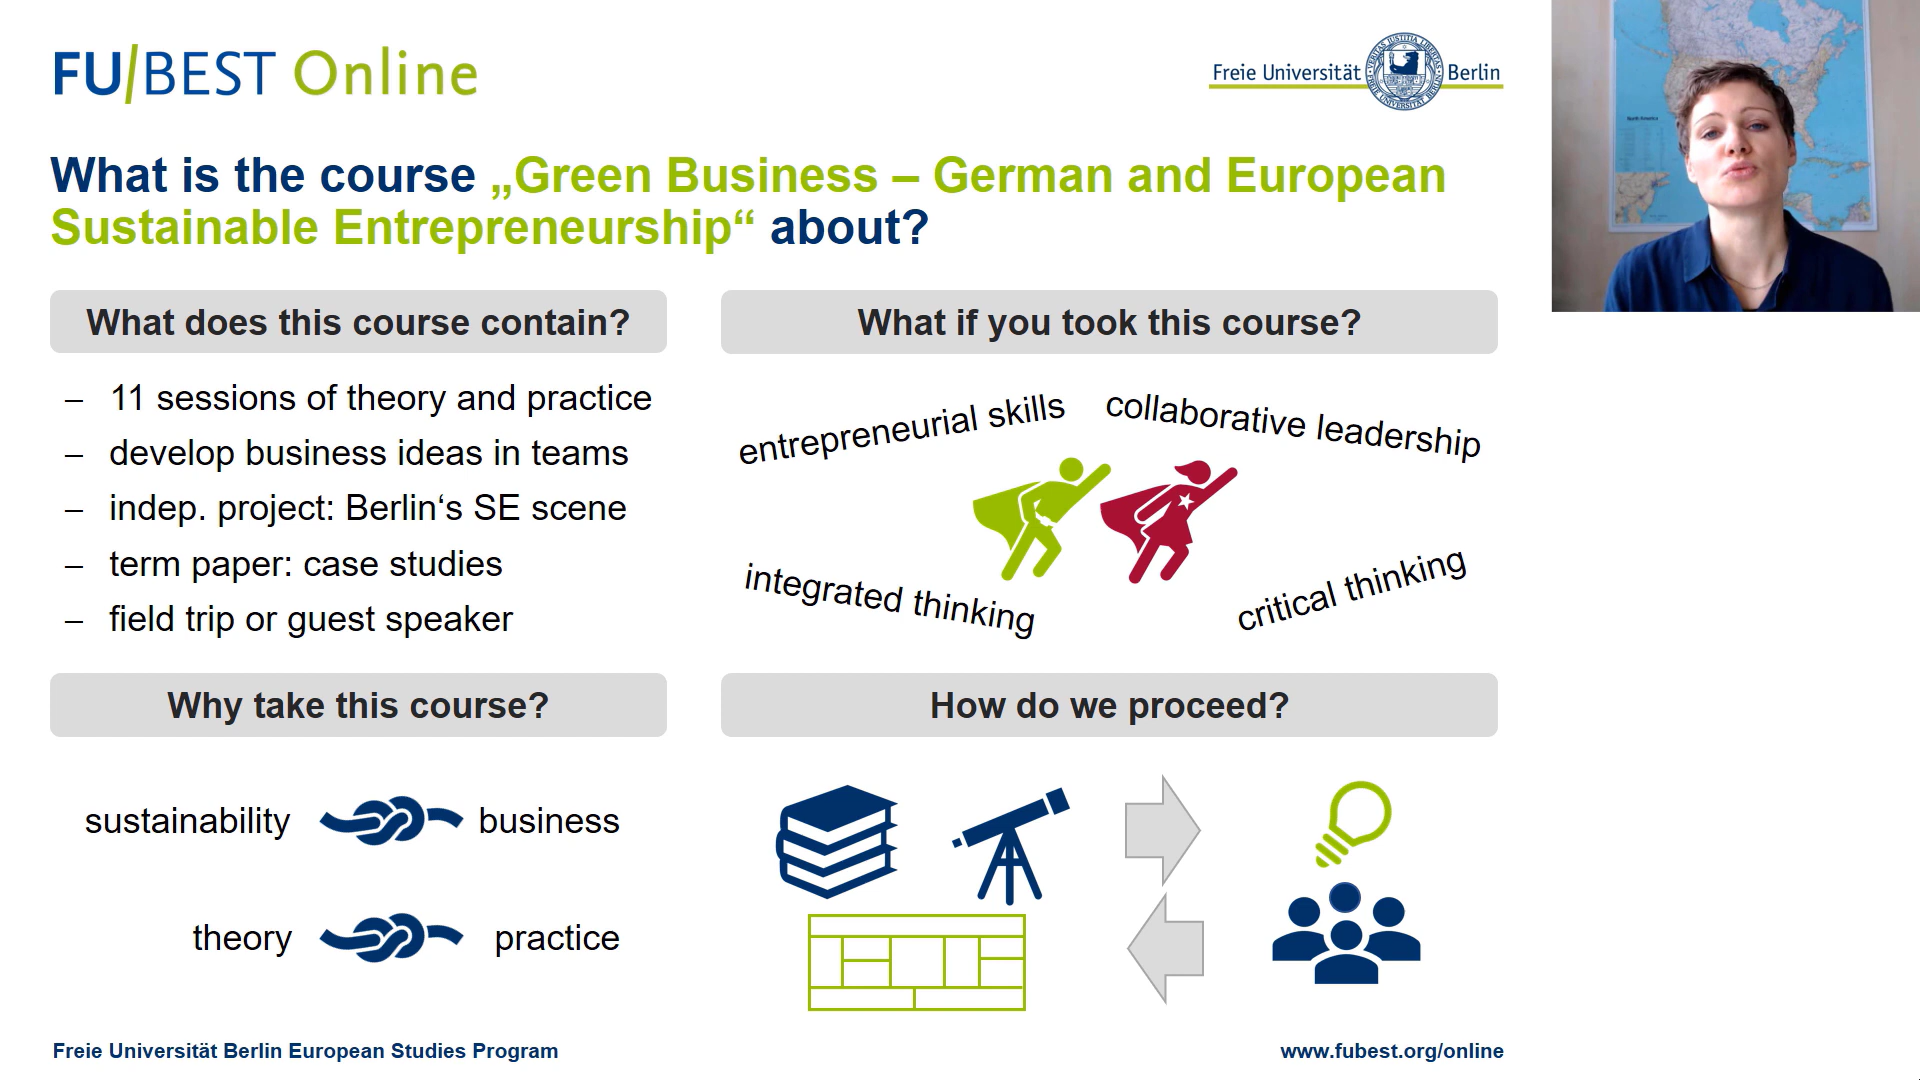 FU/BEST Online
Freie Universität Berlin
What is the course „Green Business – German and European
Sustainable Entrepreneurship“ about?
What does this course contain?
– 11 sessions of theory and practice
– develop business ideas in teams
– indep. project: Berlin‘s SE scene
– term paper: case studies
– field trip or guest speaker
What if you took this course?
entrepreneurial skills
collaborative leadership
integrated thinking
critical thinking
Why take this course?
sustainability business
theory practice
How do we proceed?
Freie Universität Berlin European Studies Program
www.fubest.org/online